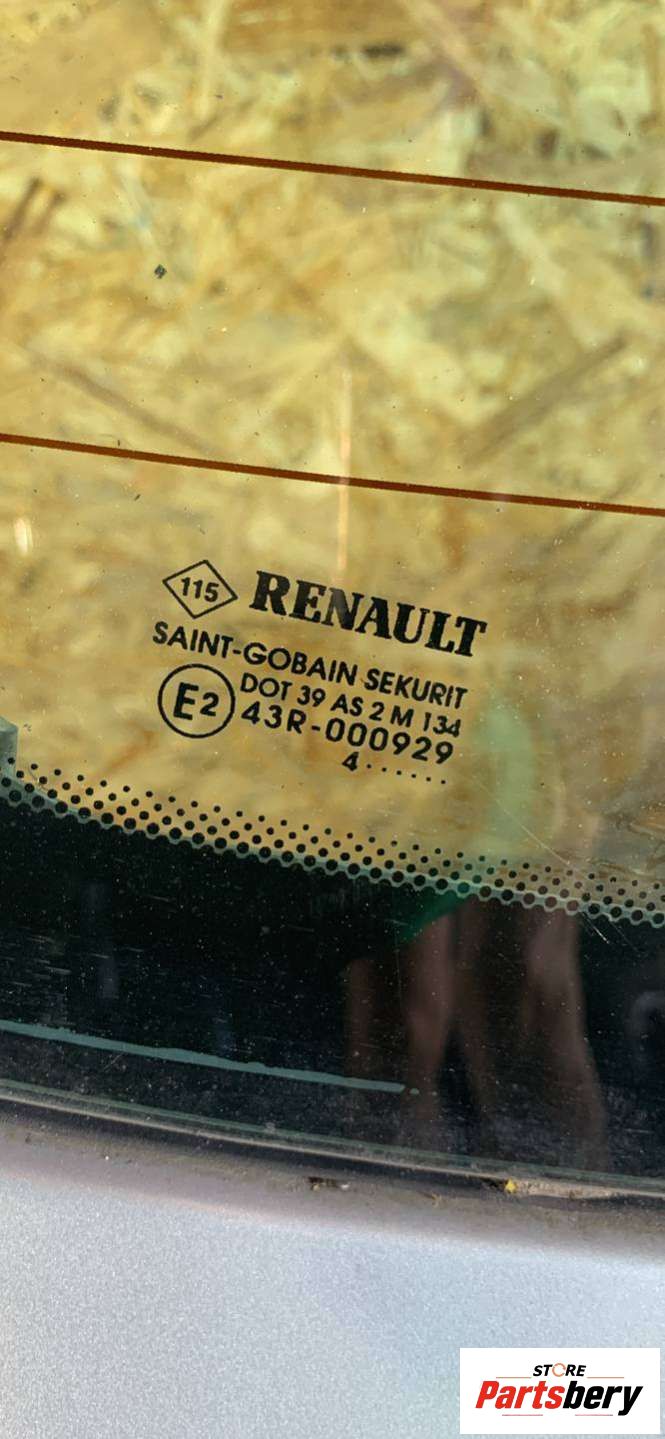 115 RENAULT
SAINT-GOBAIN SEKURIT
E2 DOT 39 AS 2 M 134
43R-000929
4······
STORE
Partsbery